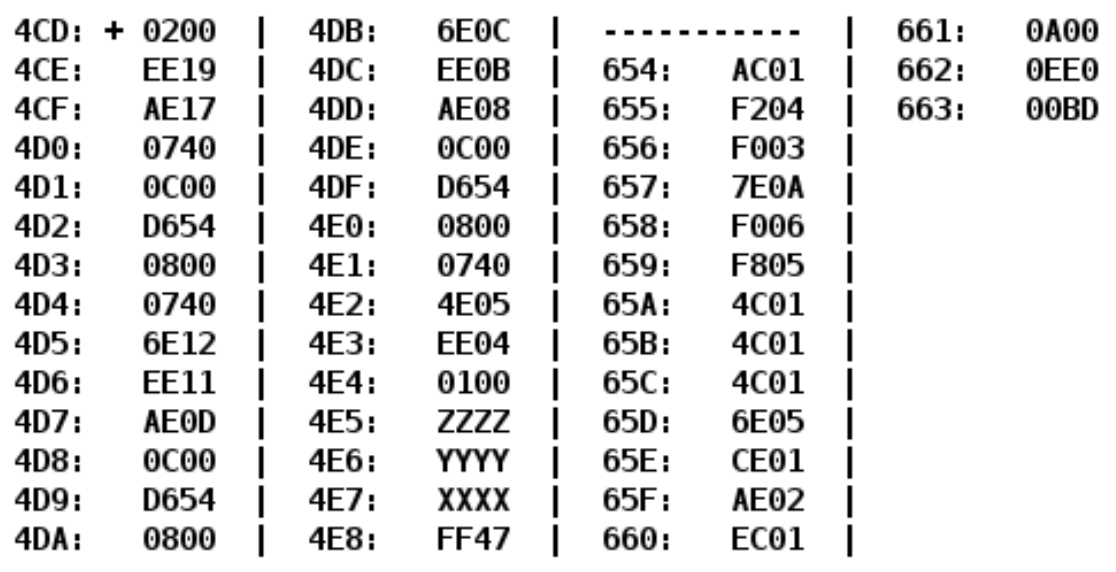 4CD: + 0200 | 4DB: 6E0C | ----------- | 661: 0A00
4CE: EE19 | 4DC: EE0B | 654: AC01 | 662: 0EE0
4CF: AE17 | 4DD: AE08 | 655: F204 | 663: 00BD
4D0: 0740 | 4DE: 0C00 | 656: F003 |
4D1: 0C00 | 4DF: D654 | 657: 7E0A |
4D2: D654 | 4E0: 0800 | 658: F006 |
4D3: 0800 | 4E1: 0740 | 659: F805 |
4D4: 0740 | 4E2: 4E05 | 65A: 4C01 |
4D5: 6E12 | 4E3: EE04 | 65B: 4C01 |
4D6: EE11 | 4E4: 0100 | 65C: 4C01 |
4D7: AE0D | 4E5: ZZZZ | 65D: 6E05 |
4D8: 0C00 | 4E6: YYYY | 65E: CE01 |
4D9: D654 | 4E7: XXXX | 65F: AE02 |
4DA: 0800 | 4E8: FF47 | 660: EC01 |